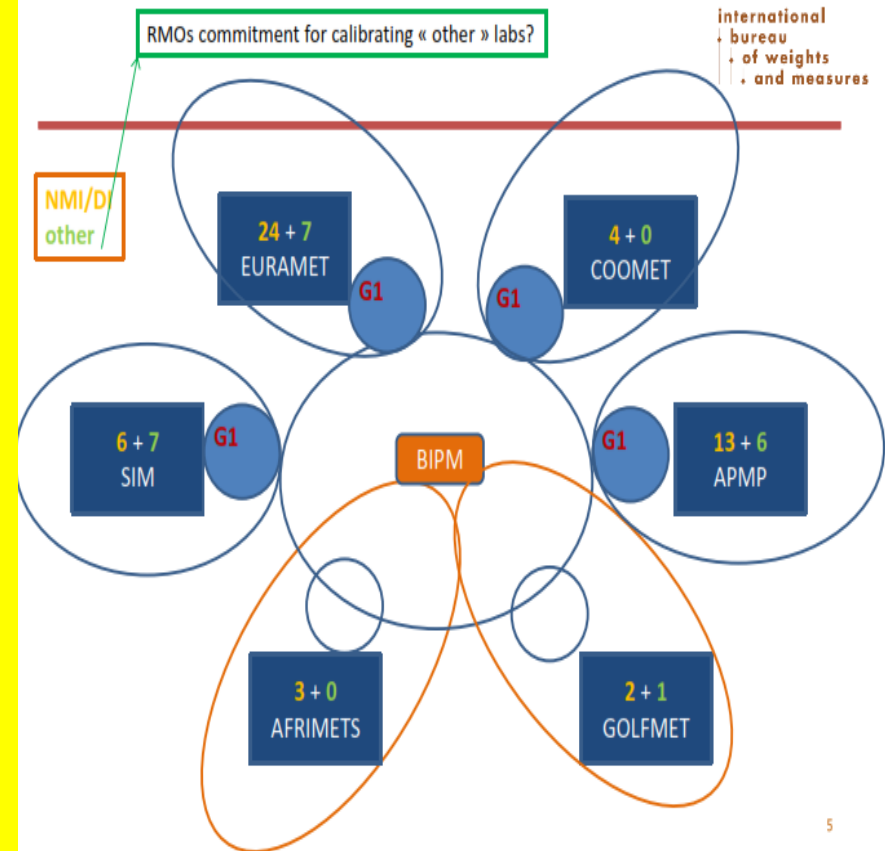 RMOs commitment for calibrating « other » labs?
international
bureau
of weights
and measures
NMI/DI
other
24 + 7
EURAMET
G1
4 + 0
COOMET
G1
6 + 7
SIM
G1
BIPM
G1
13 + 6
APMP
3 + 0
AFRIMETS
2 + 1
GOLFMET
5